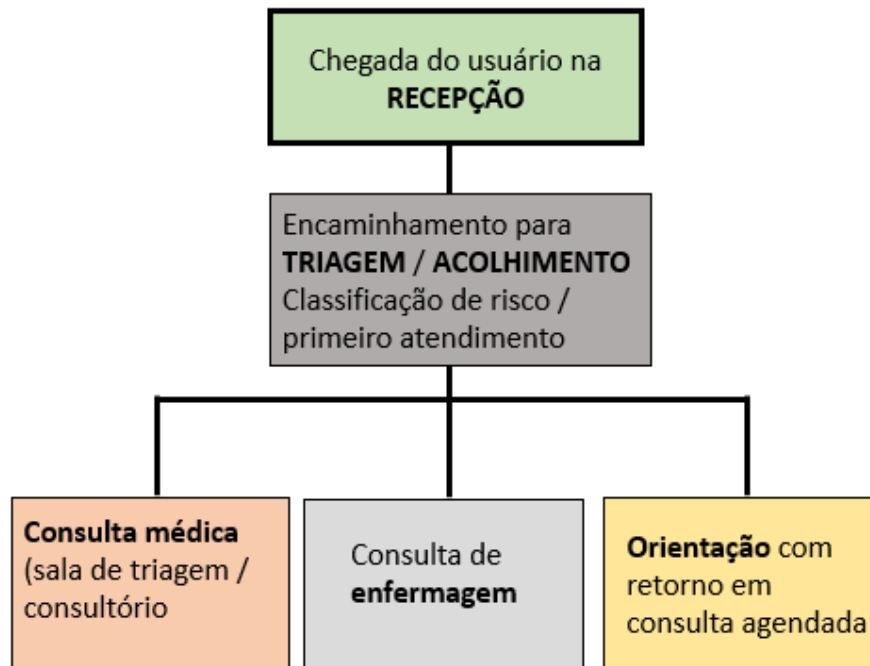 Chegada do usuário na
RECEPÇÃO
Encaminhamento para
TRIAGEM / ACOLHIMENTO
Classificação de risco /
primeiro atendimento
Consulta médica
(sala de triagem /
consultório
Consulta de
enfermagem
Orientação com
retorno em
consulta agendada